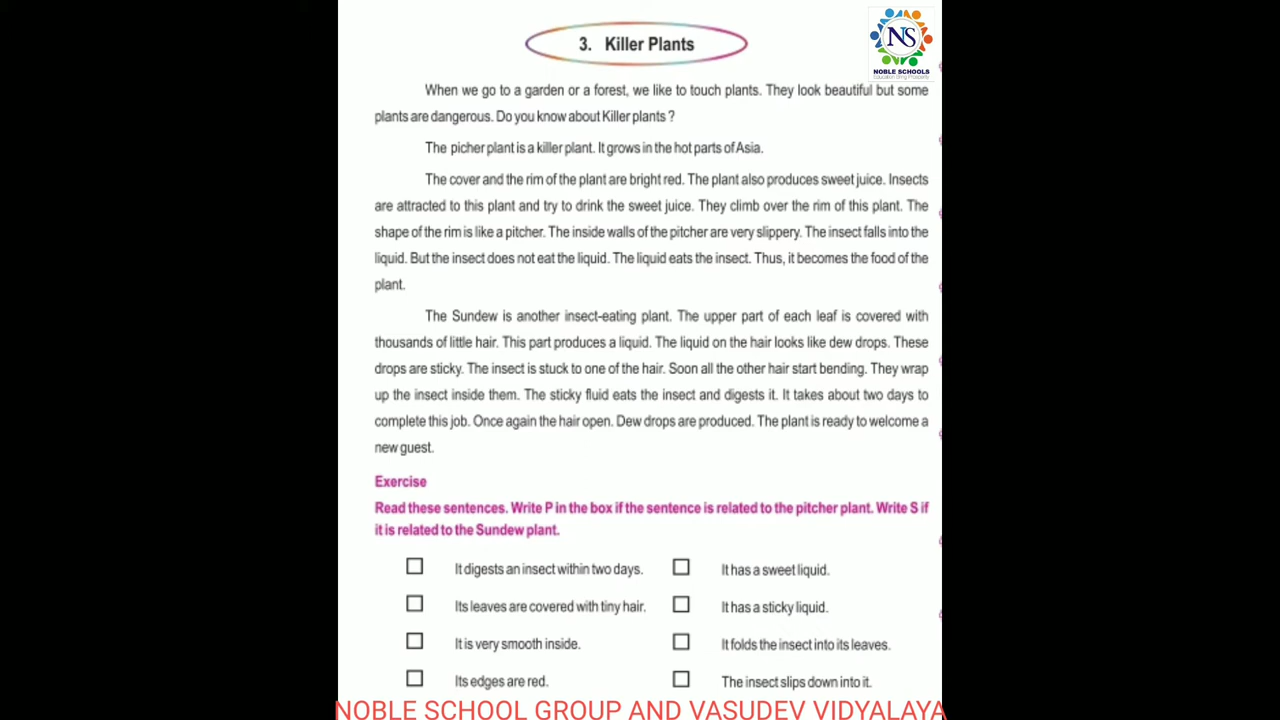 3. Killer Plants
NS
NOBLE SCHOOLS
When we go to a garden or a forest, we like to touch plants. They look beautiful but some
plants are dangerous. Do you know about Killer plants ?
The picher plant is a killer plant. It grows in the hot parts of Asia.
The cover and the rim of the plant are bright red. The plant also produces sweet juice. Insects
are attracted to this plant and try to drink the sweet juice. They climb over the rim of this plant. The
shape of the rim is like a pitcher. The inside walls of the pitcher are very slippery. The insect falls into the
liquid. But the insect does not eat the liquid. The liquid eats the insect. Thus, it becomes the food of the
plant.
The Sundew is another insect-eating plant. The upper part of each leaf is covered with
thousands of little hair. This part produces a liquid. The liquid on the hair looks like dew drops. These
drops are sticky. The insect is stuck to one of the hair. Soon all the other hair start bending. They wrap
up the insect inside them. The sticky fluid eats the insect and digests it. It takes about two days to
complete this job. Once again the hair open. Dew drops are produced. The plant is ready to welcome a
new guest.
Exercise
Read these sentences. Write P in the box if the sentence is related to the pitcher plant. Write S if
it is related to the Sundew plant.
It digests an insect within two days.
It has a sweet liquid.
Its leaves are covered with tiny hair.
It has a sticky liquid.
It is very smooth inside.
It folds the insect into its leaves.
Its edges are red.
The insect slips down into it.
NOBLE SCHOOL GROUP AND VASUDEV VIDYALAYA